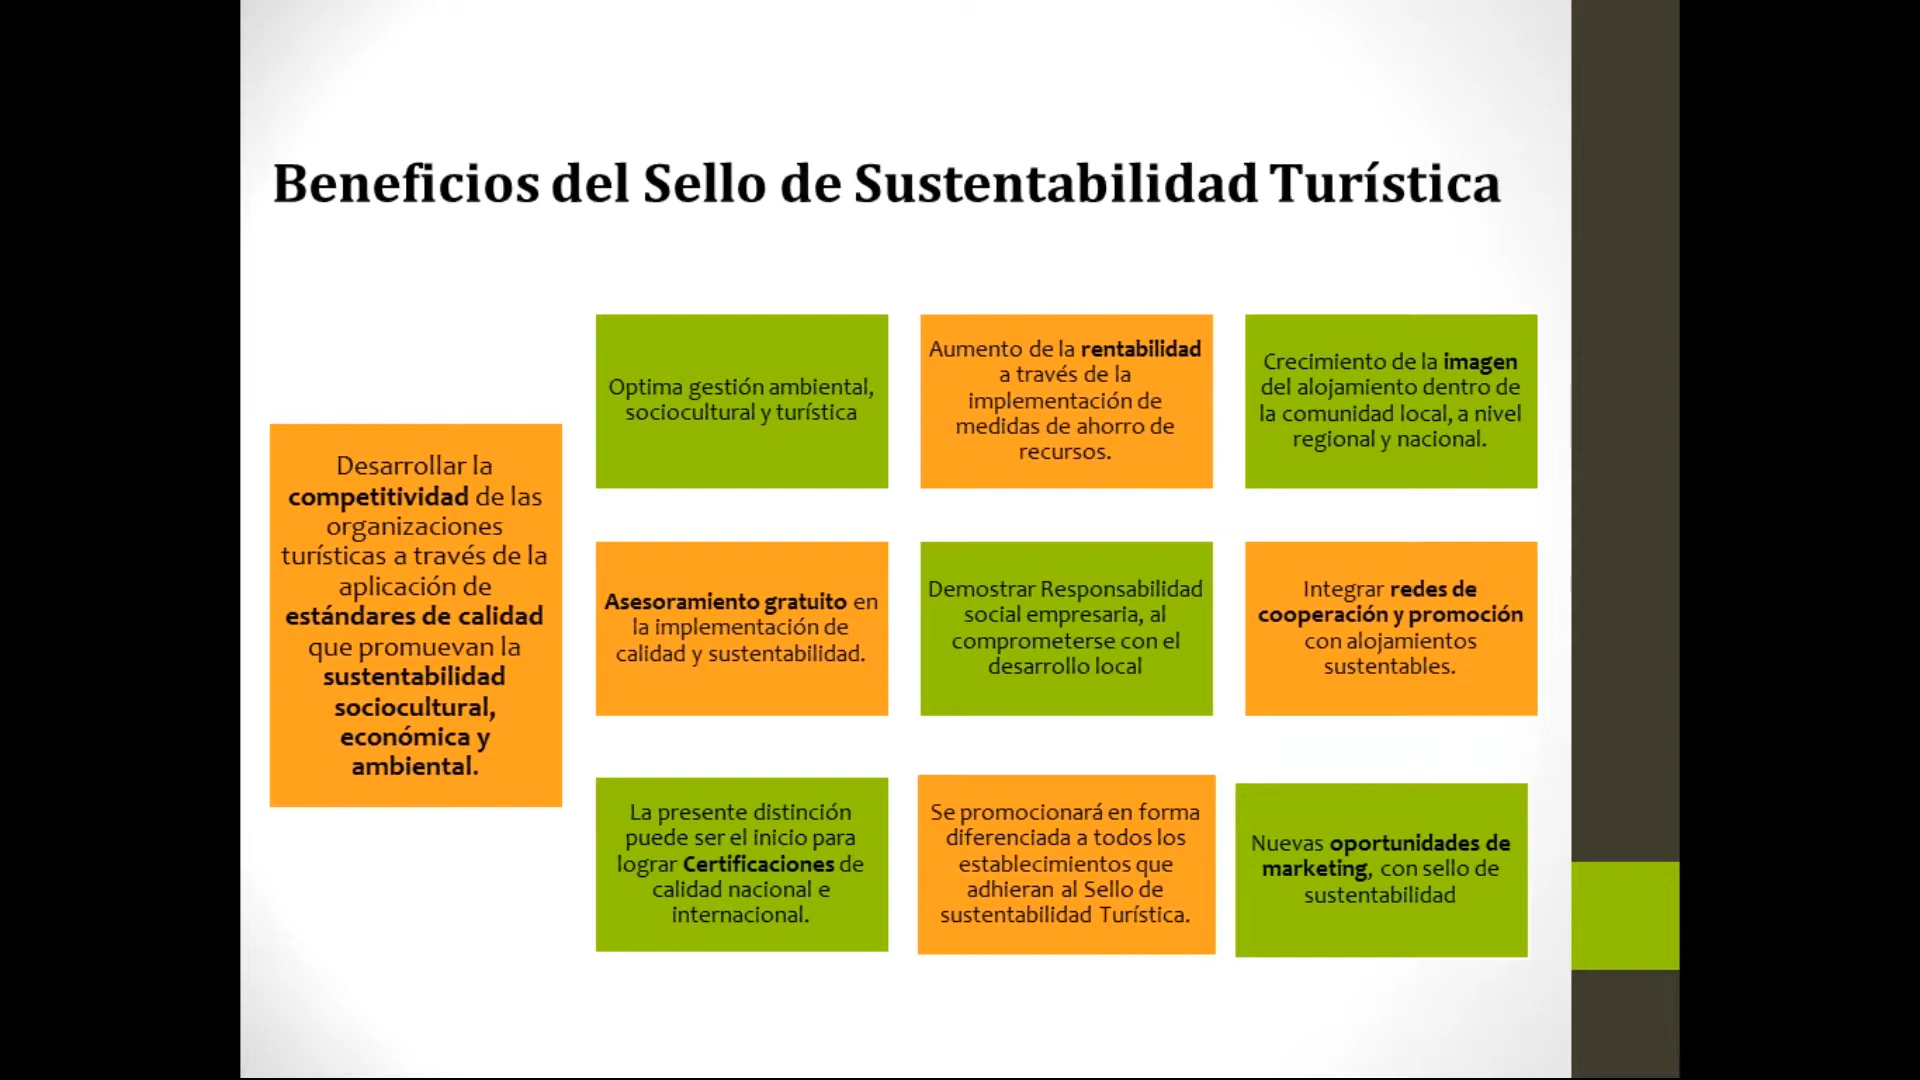 Beneficios del Sello de Sustentabilidad Turística
Desarrollar la
competitividad de las
organizaciones
turísticas a través de la
aplicación de
estándares de calidad
que promuevan la
sustentabilidad
sociocultural,
económica y
ambiental.
Optima gestión ambiental,
sociocultural y turística
Aumento de la rentabilidad
a través de la
implementación de
medidas de ahorro de
recursos.
Crecimiento de la imagen
del alojamiento dentro de
la comunidad local, a nivel
regional y nacional.
Asesoramiento gratuito en
la implementación de
calidad y sustentabilidad.
Demostrar Responsabilidad
social empresaria, al
comprometerse con el
desarrollo local
Integrar redes de
cooperación y promoción
con alojamientos
sustentables.
La presente distinción
puede ser el inicio para
lograr Certificaciones de
calidad nacional e
internacional.
Se promocionará en forma
diferenciada a todos los
establecimientos que
adhieran al Sello de
sustentabilidad Turística.
Nuevas oportunidades de
marketing, con sello de
sustentabilidad